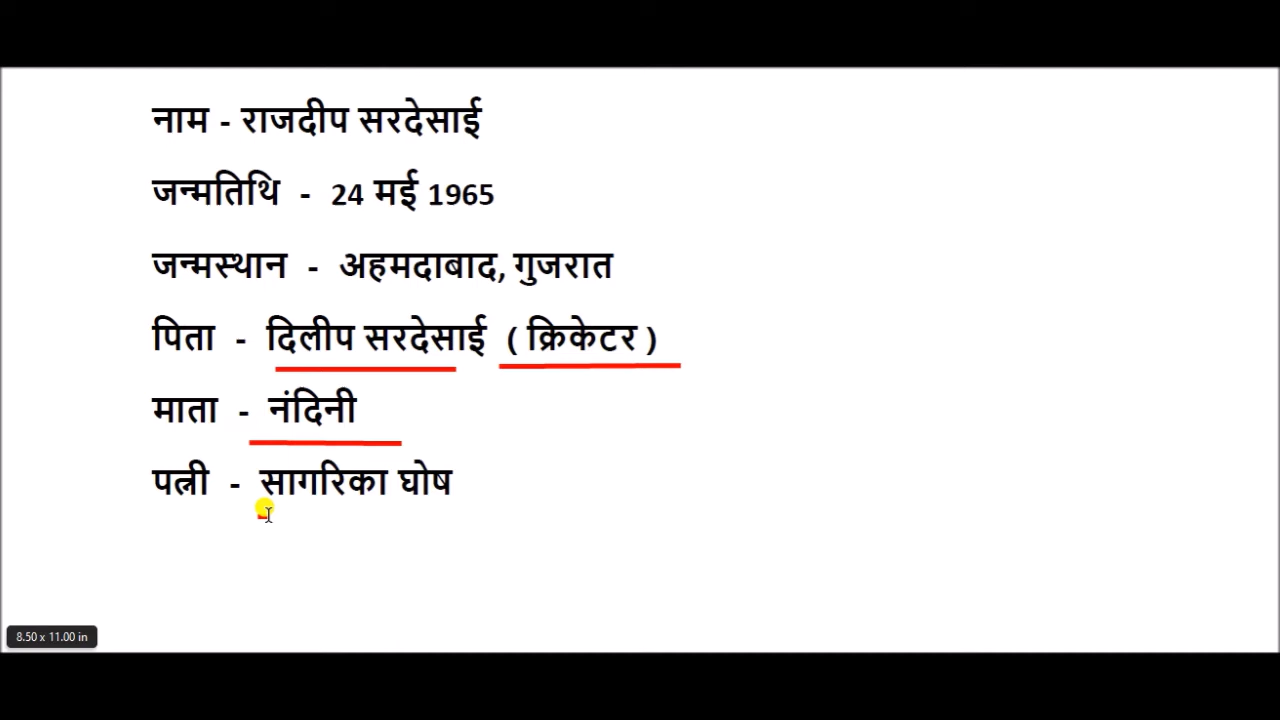 नाम - राजदीप सरदेसाई
जन्मतिथि - 24 मई 1965
जन्मस्थान - अहमदाबाद, गुजरात
पिता - दिलीप सरदेसाई ( क्रिकेटर )
माता - नंदिनी
पत्नी - सागरिका घोष
8.50 x 11.00 in